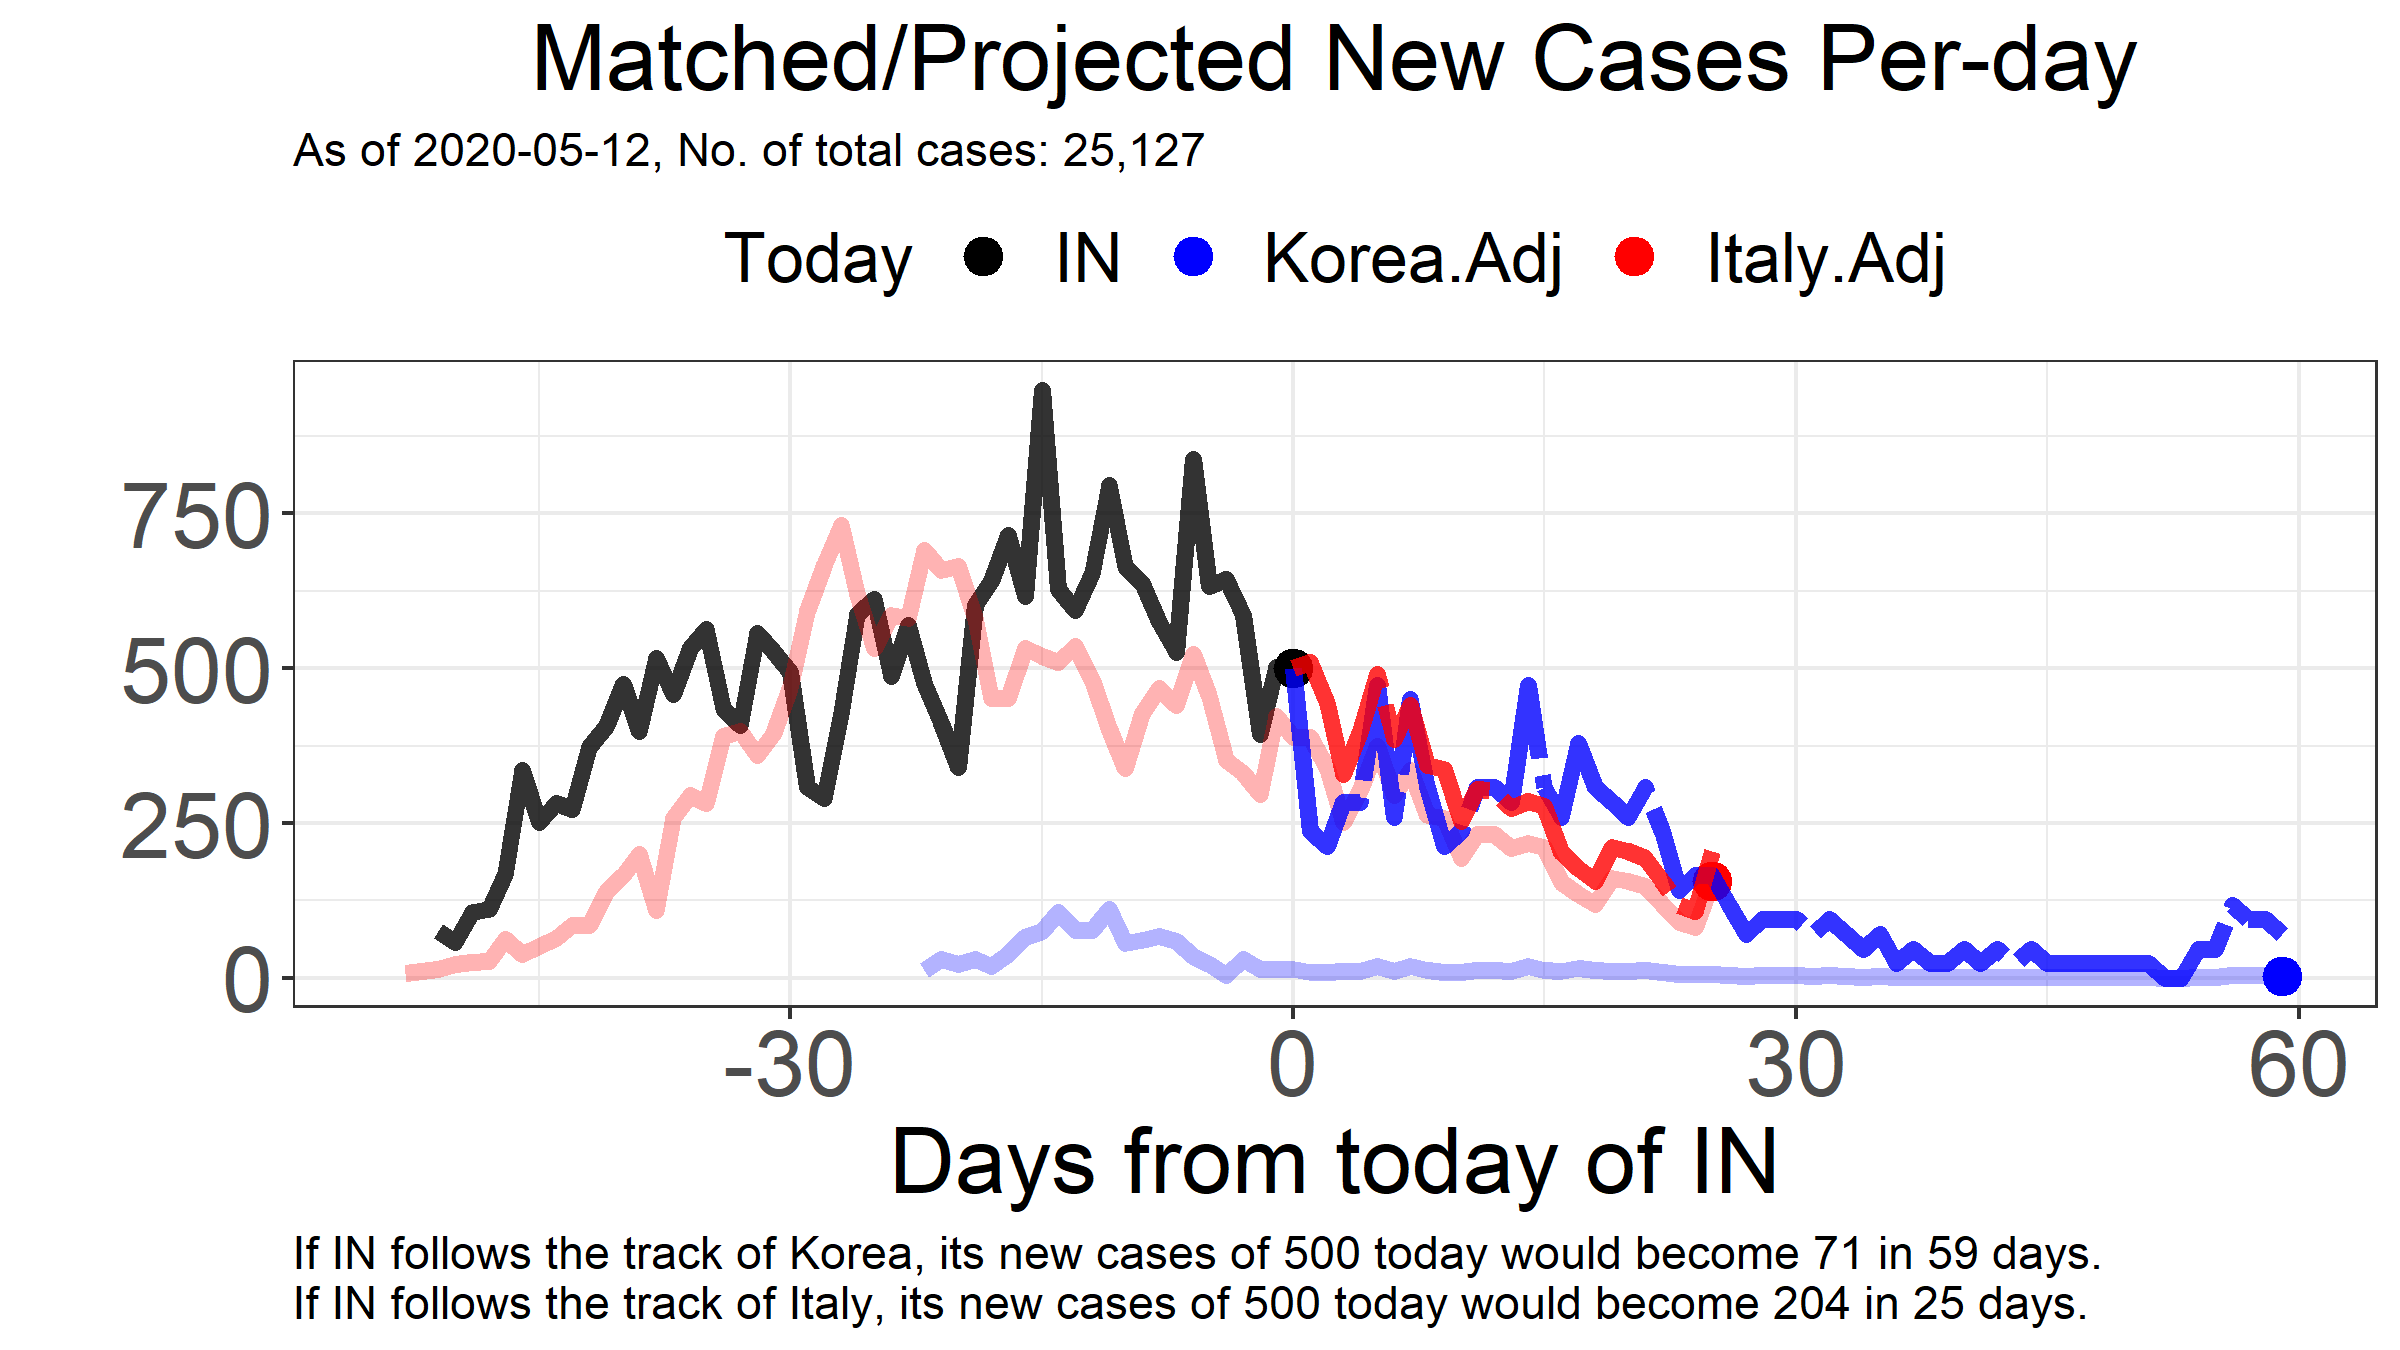 Matched/Projected New Cases Per-day
As of 2020-05-12, No. of total cases: 25,127
Today IN Korea.Adj Italy.Adj
750
500
250
0
-30 0 30 60
Days from today of IN
If IN follows the track of Korea, its new cases of 500 today would become 71 in 59 days.
If IN follows the track of Italy, its new cases of 500 today would become 204 in 25 days.